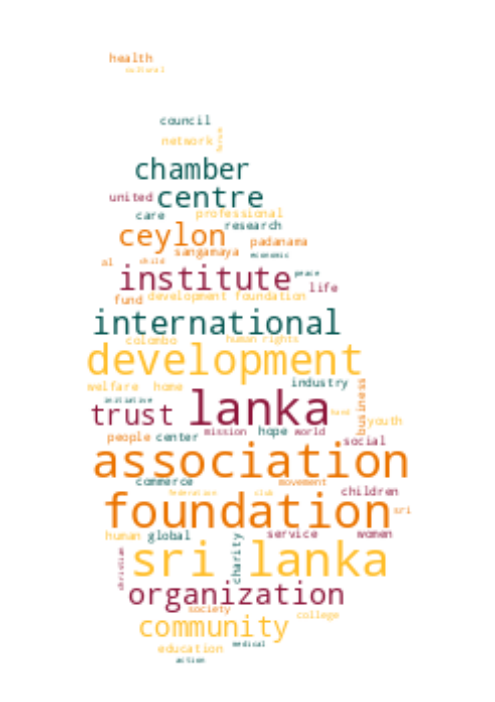 health
cultural
council
network
forum
chamber
united centre
care professional
research
ceylon padanama
sangamaya economic
al child
institute peace
life
fund development foundation
international
colombo human rights
development
welfare home industry
initiative
business
trust lanka fund
youth
people center mission hope world
social
association
commerce movement
federation club children
foundation sri
human global service women
christian
charity
sri lanka
organization
society
college
community
education medical
action